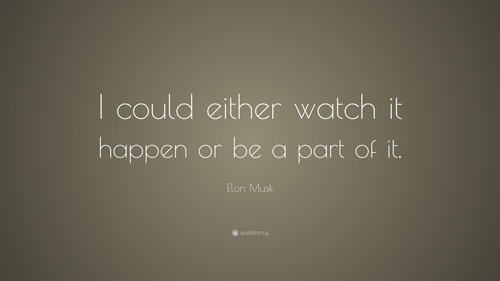 I could either watch it
happen or be a part of it.
Elon Musk
quotefancy